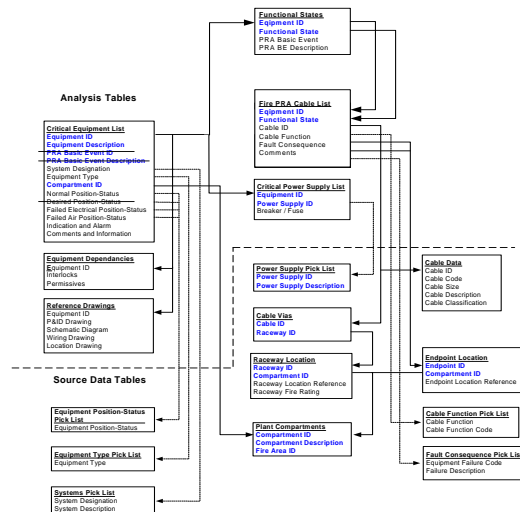 Functional States
Eqipment ID
Functional State
PRA Basic Event
PRA BE Description
Analysis Tables
Critical Equipment List
Equipment ID
Equipment Description
PRA Basic Event ID
PRA Basic Event Description
System Designation
Equipment Type
Compartment ID
Normal Position-Status
Desired Position-Status
Failed Electrical Position-Status
Failed Air Position-Status
Indication and Alarm
Comments and Information
Fire PRA Cable List
Eqipment ID
Functional State
Cable ID
Cable Function
Fault Consequence
Comments
Critical Power Supply List
Equipment ID
Power Supply ID
Breaker / Fuse
Equipment Dependancies
Equipment ID
Interlocks
Permissives
Power Supply Pick List
Power Supply ID
Power Supply Description
Cable Data
Cable ID
Cable Code
Cable Size
Cable Description
Cable Classification
Reference Drawings
Equipment ID
P&ID Drawing
Schematic Diagram
Wiring Drawing
Location Drawing
Cable Vias
Cable ID
Raceway ID
Raceway Location
Raceway ID
Compartment ID
Raceway Location Reference
Raceway Fire Rating
Endpoint Location
Endpoint ID
Compartment ID
Endpoint Location Reference
Source Data Tables
Equipment Position-Status
Pick List
Equipment Position-Status
Plant Compartments
Compartment ID
Compartment Description
Fire Area ID
Cable Function Pick List
Cable Function
Cable Function Code
Equipment Type Pick List
Equipment Type
Fault Consequence Pick List
Equipment Failure Code
Failure Description
Systems Pick List
System Designation
System Description